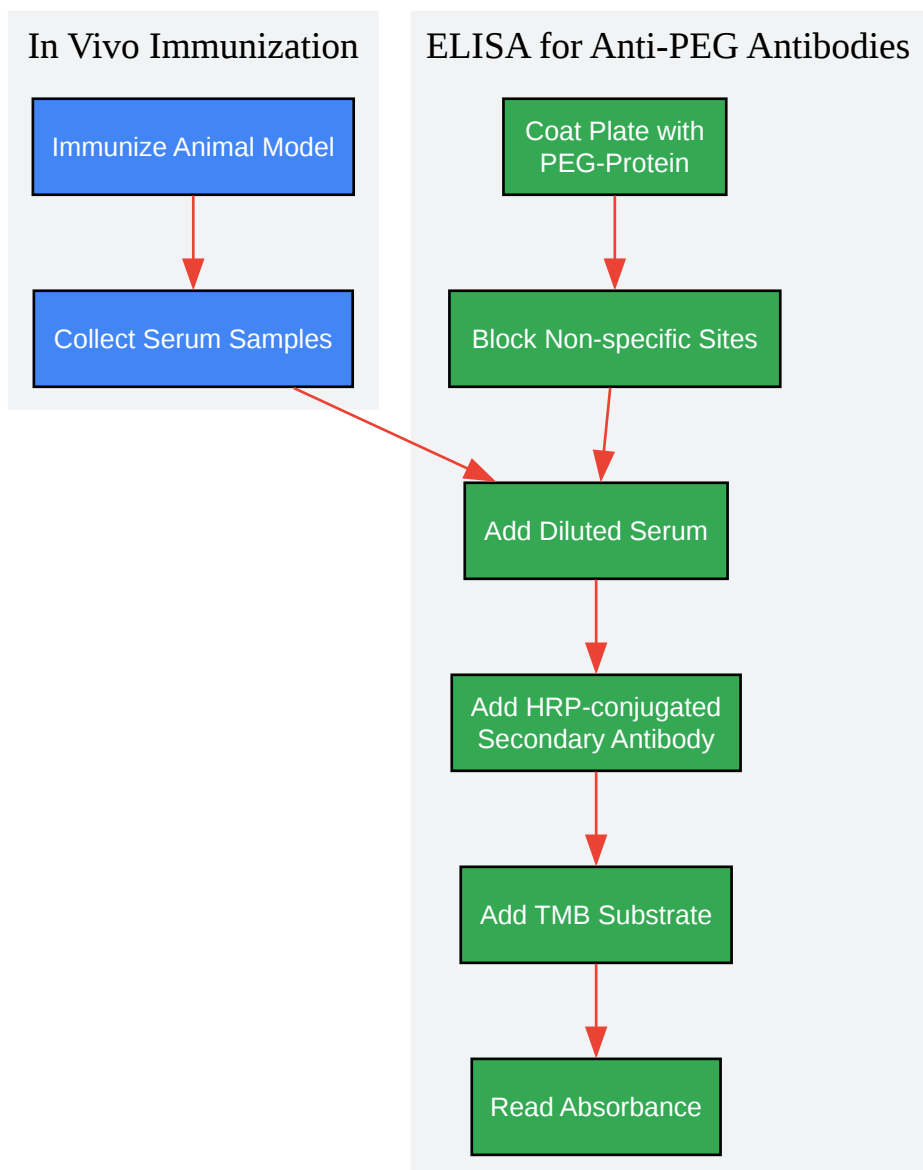 In Vivo Immunization
Immunize Animal Model
Collect Serum Samples
ELISA for Anti-PEG Antibodies
Coat Plate with
PEG-Protein
Block Non-specific Sites
Add Diluted Serum
Add HRP-conjugated
Secondary Antibody
Add TMB Substrate
Read Absorbance